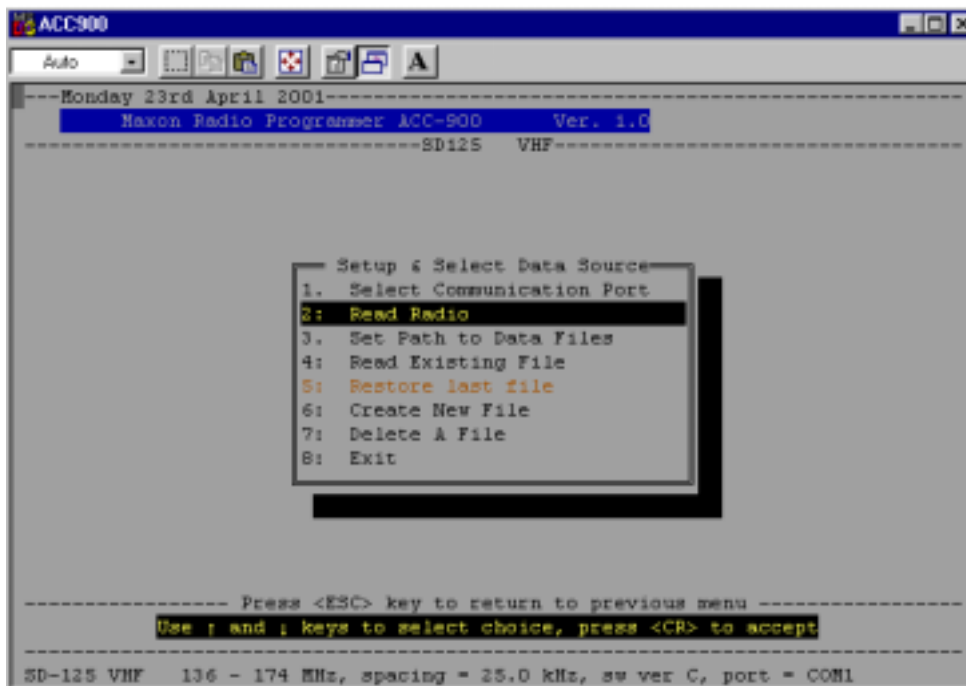 ACC900
Auto
A
Monday 23rd April 2001
Maxon Radio Programmer ACC-900 Ver. 1.0
SD125 VHF
Setup & Select Data Source
1. Select Communication Port
2: Read Radio
3. Set Path to Data Files
4: Read Existing File
5: Restore last file
6: Create New File
7: Delete A File
8: Exit
Press <ESC> key to return to previous menu
Use ↑ and ↓ keys to select choice, press <CR> to accept
SD-125 VHF 136 - 174 MHz, spacing = 25.0 kHz, sw ver C, port = COM1